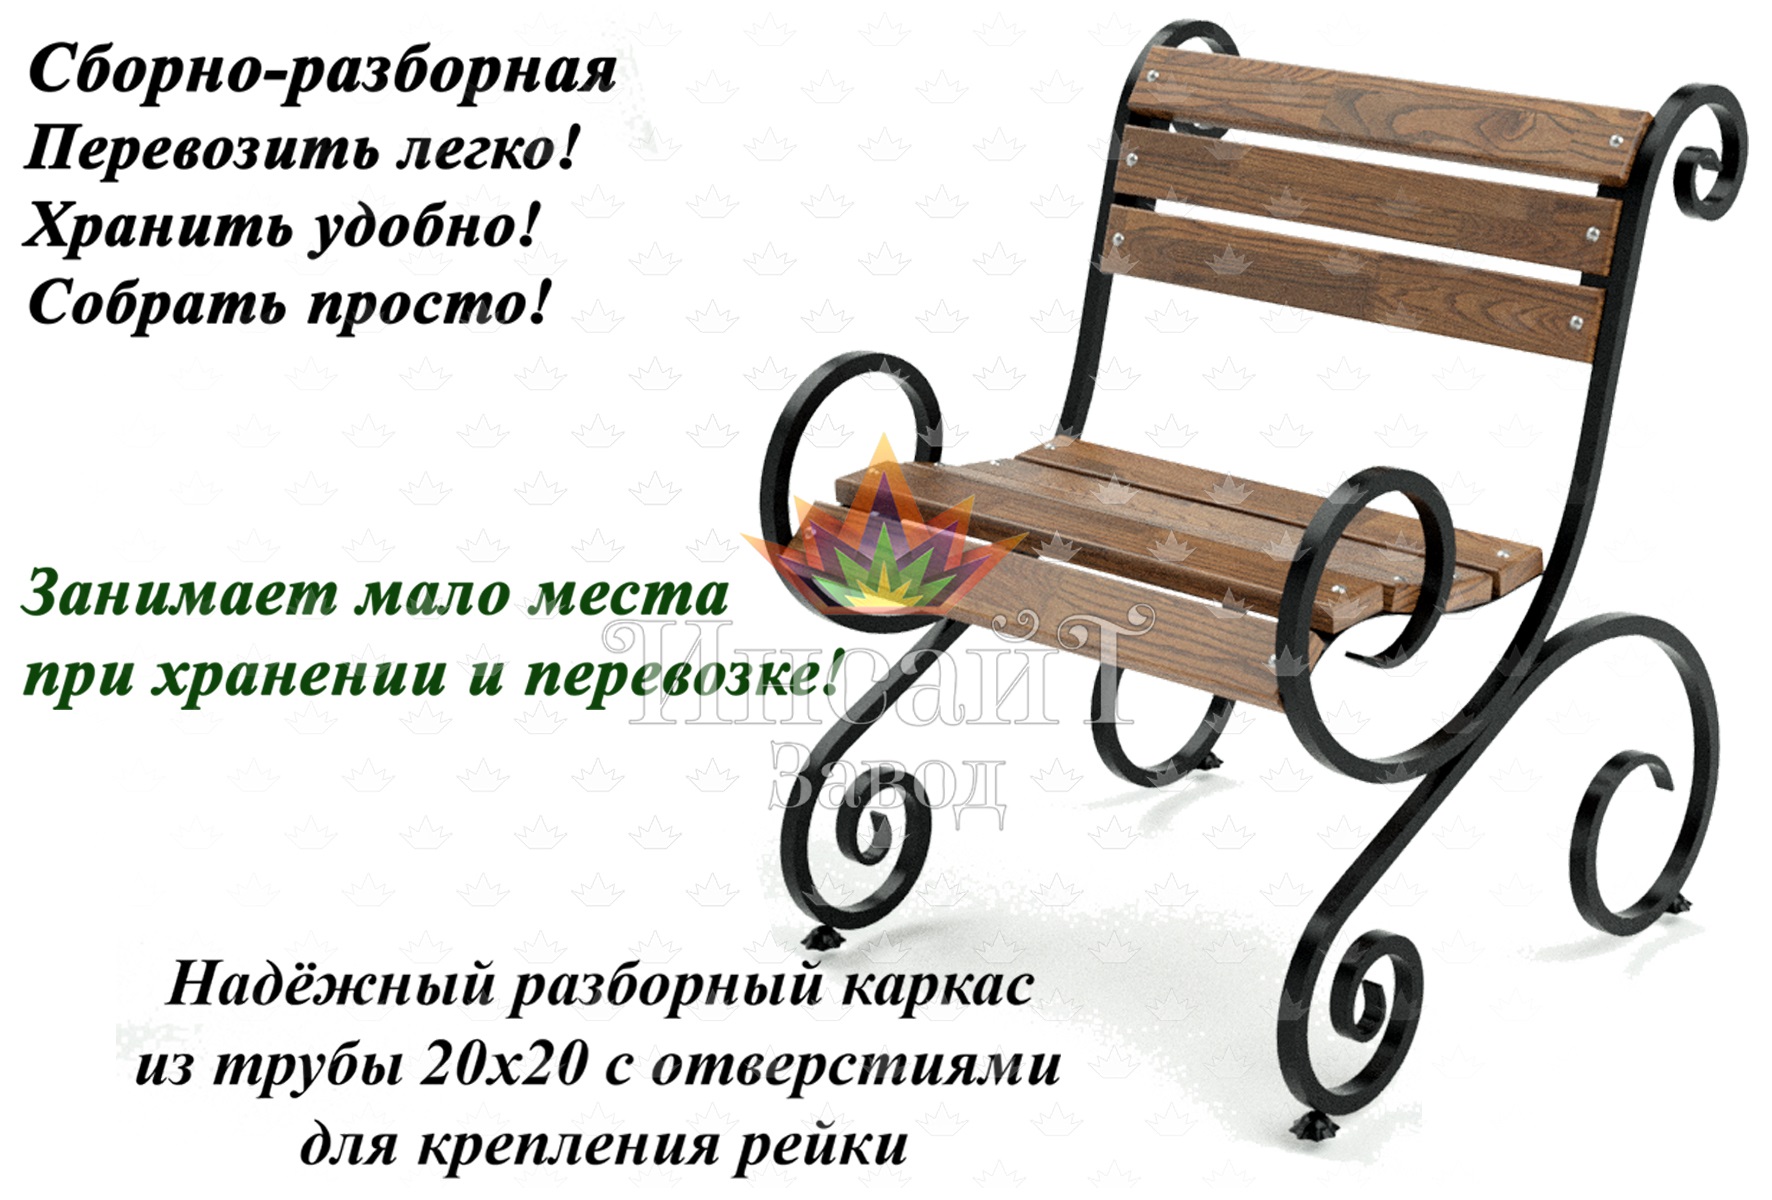 Сборно-разборная
Перевозить легко!
Хранить удобно!
Собрать просто!
Занимает мало места
при хранении и перевозке!
ИнсайТ
Завод
Надёжный разборный каркас
из трубы 20х20 с отверстиями
для крепления рейки